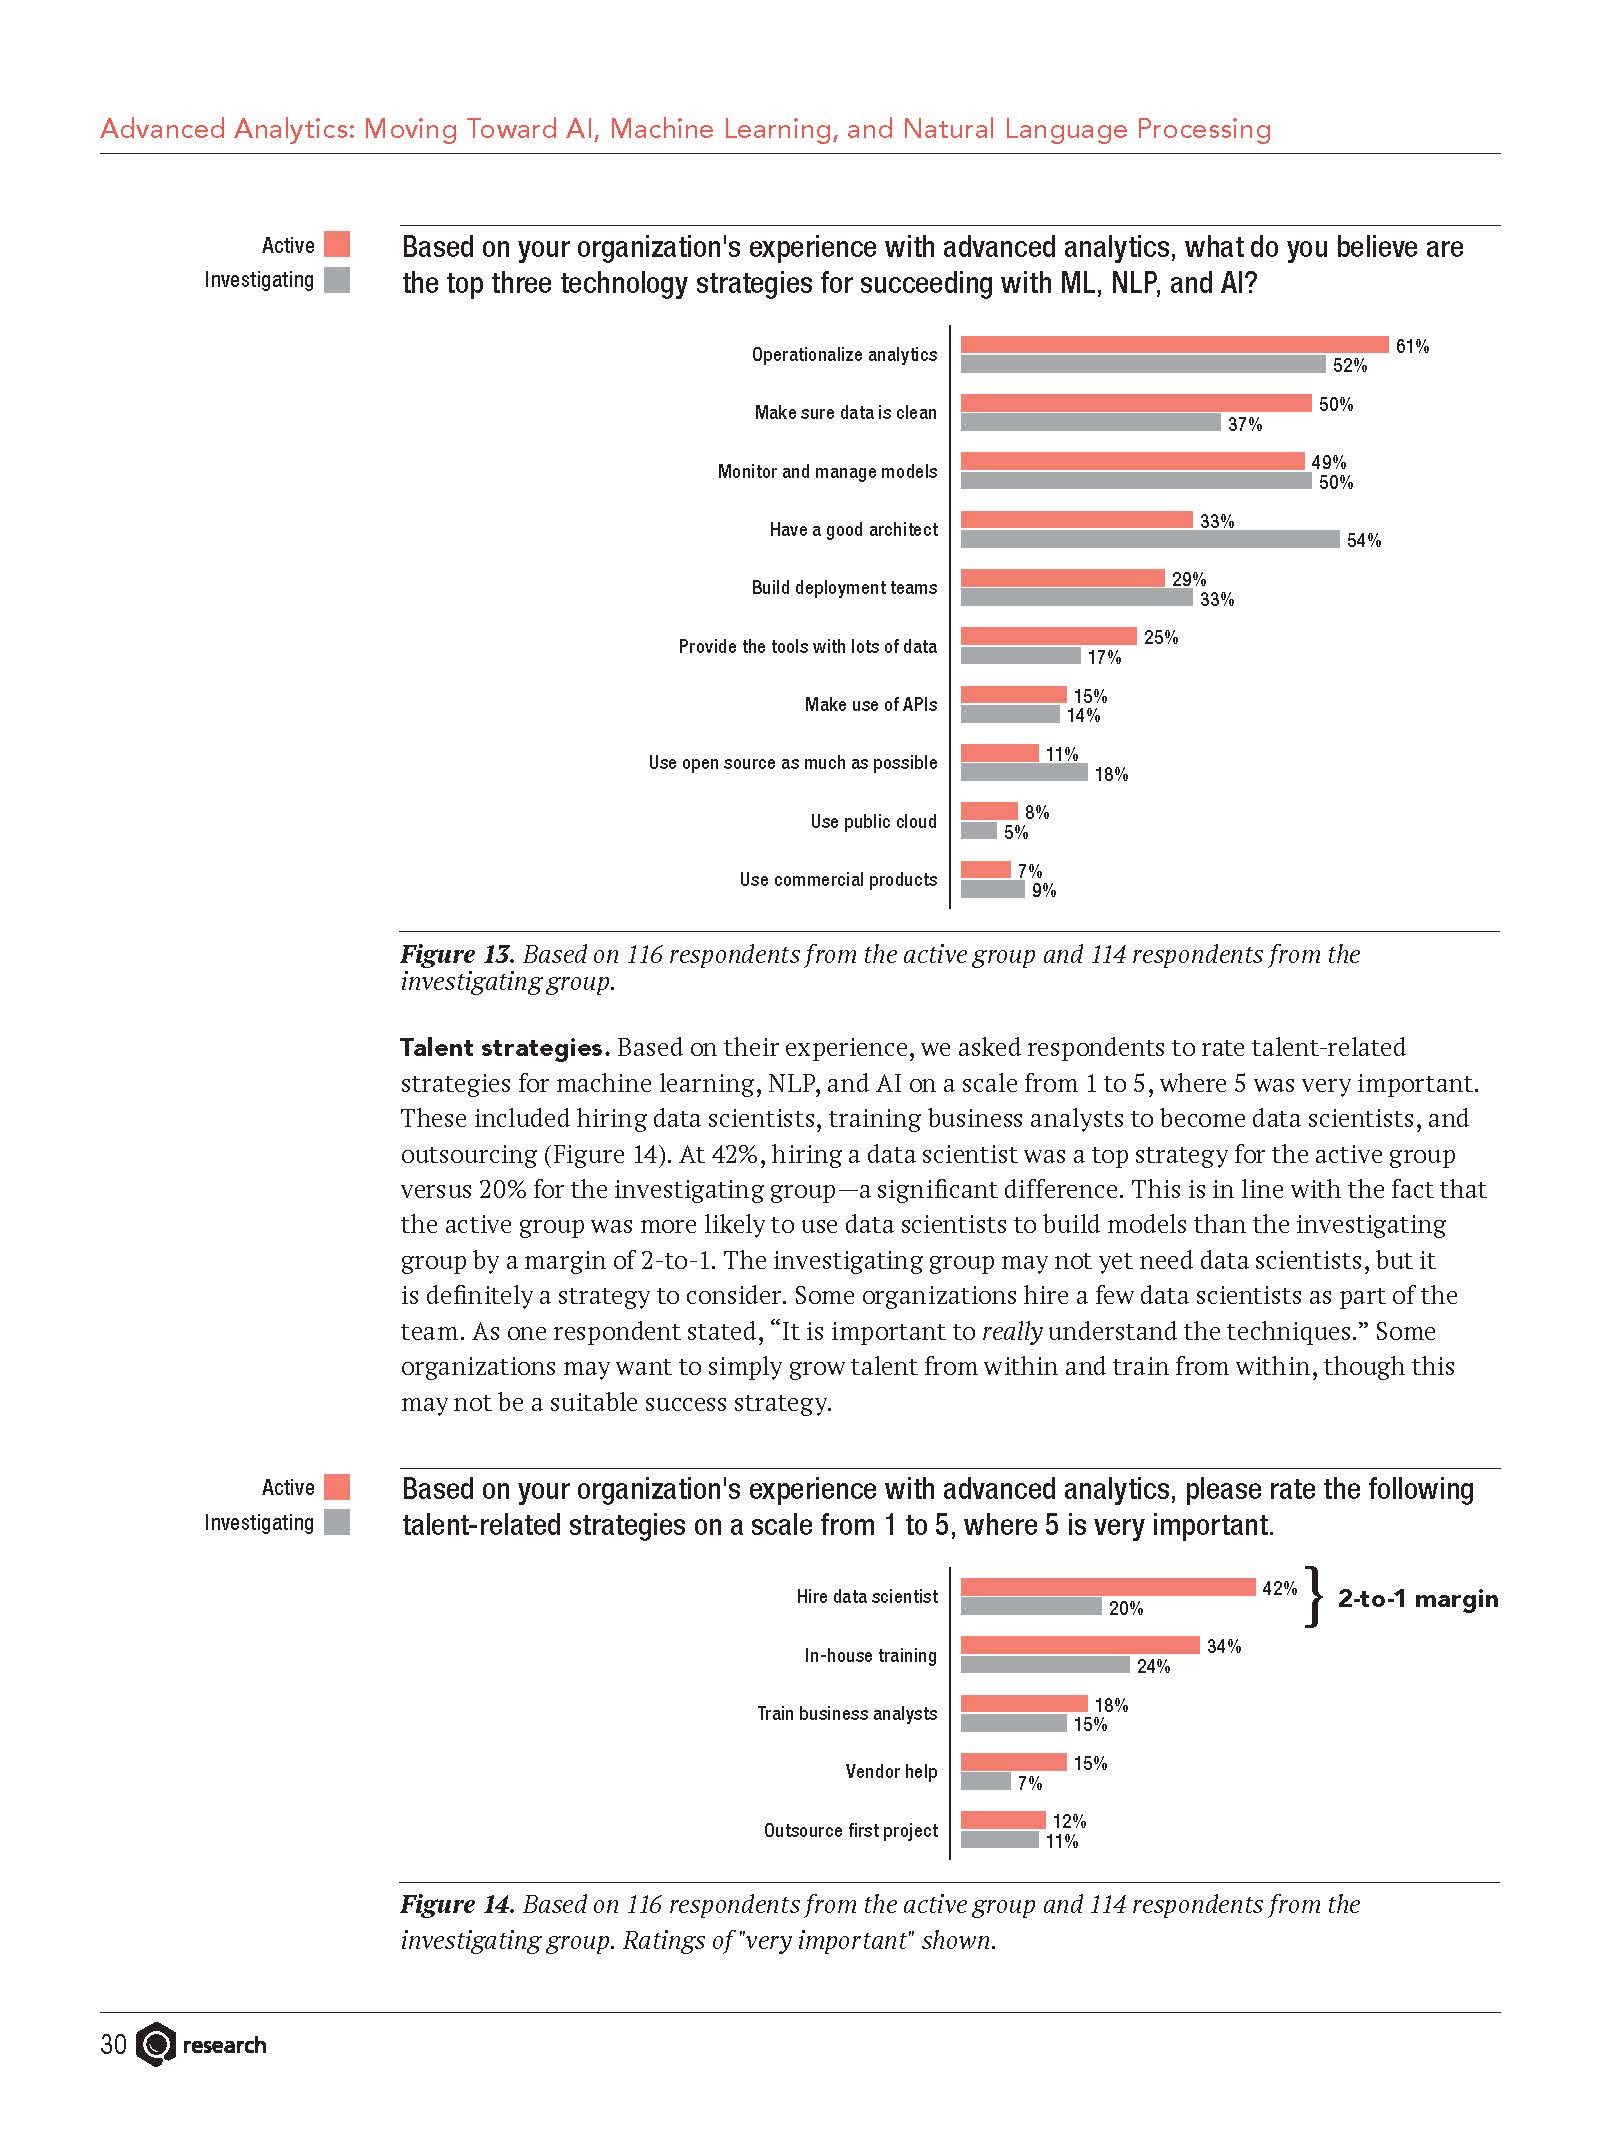 Advanced Analytics: Moving Toward AI, Machine Learning, and Natural Language Processing
Active
Investigating
Based on your organization's experience with advanced analytics, what do you believe are
the top three technology strategies for succeeding with ML, NLP, and AI?
Operationalize analytics
61%
52%
Make sure data is clean
50%
37%
Monitor and manage models
49%
50%
Have a good architect
33%
54%
Build deployment teams
29%
33%
Provide the tools with lots of data
25%
17%
Make use of APIs
15%
14%
Use open source as much as possible
11%
18%
Use public cloud
8%
5%
Use commercial products
7%
9%
Figure 13. Based on 116 respondents from the active group and 114 respondents from the
investigating group.
Talent strategies. Based on their experience, we asked respondents to rate talent-related
strategies for machine learning, NLP, and AI on a scale from 1 to 5, where 5 was very important.
These included hiring data scientists, training business analysts to become data scientists, and
outsourcing (Figure 14). At 42%, hiring a data scientist was a top strategy for the active group
versus 20% for the investigating group—a significant difference. This is in line with the fact that
the active group was more likely to use data scientists to build models than the investigating
group by a margin of 2-to-1. The investigating group may not yet need data scientists, but it
is definitely a strategy to consider. Some organizations hire a few data scientists as part of the
team. As one respondent stated, “It is important to really understand the techniques.” Some
organizations may want to simply grow talent from within and train from within, though this
may not be a suitable success strategy.
Active
Investigating
Based on your organization's experience with advanced analytics, please rate the following
talent-related strategies on a scale from 1 to 5, where 5 is very important.
Hire data scientist
42%
20%
2-to-1 margin
In-house training
34%
24%
Train business analysts
18%
15%
Vendor help
15%
7%
Outsource first project
12%
11%
Figure 14. Based on 116 respondents from the active group and 114 respondents from the
investigating group. Ratings of "very important" shown.
30 research